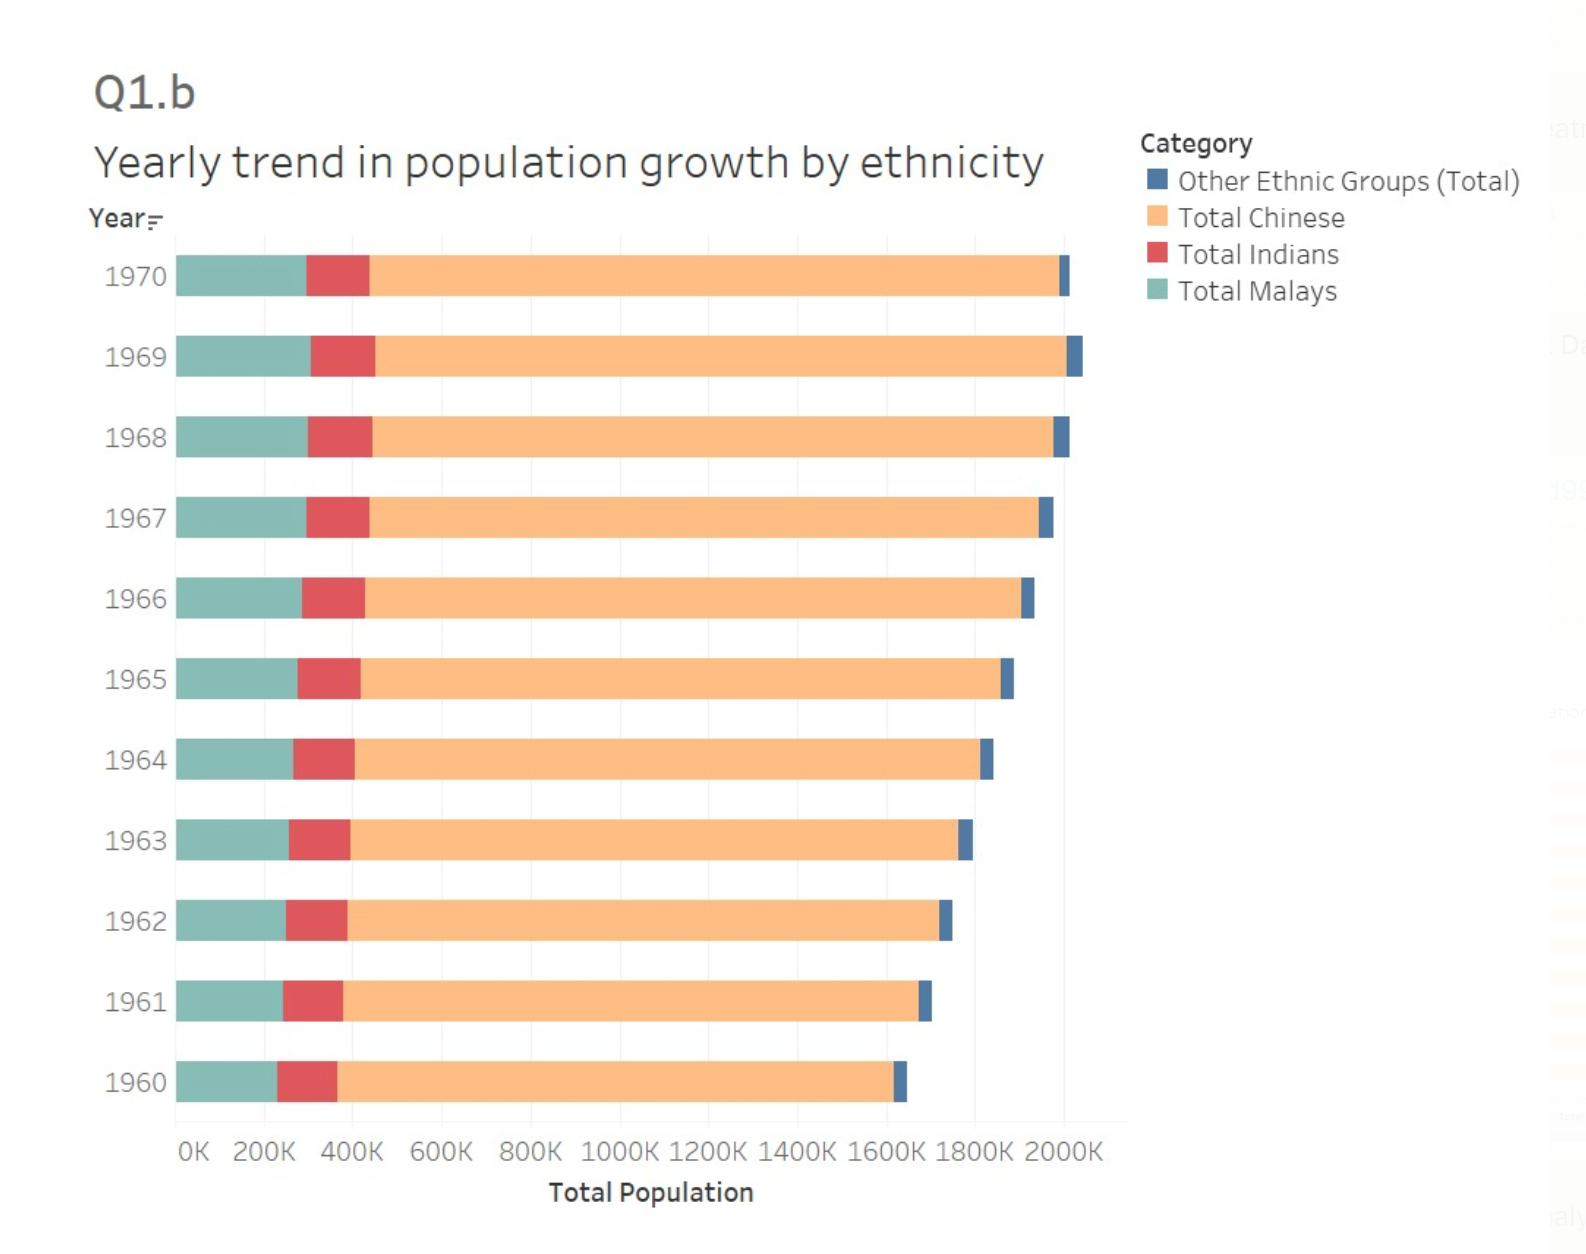 Q1.b
Yearly trend in population growth by ethnicity
Category
Other Ethnic Groups (Total)
Total Chinese
Total Indians
Total Malays
Year
1970
1969
1968
1967
1966
1965
1964
1963
1962
1961
1960
0K 200K 400K 600K 800K 1000K 1200K 1400K 1600K 1800K 2000K
Total Population